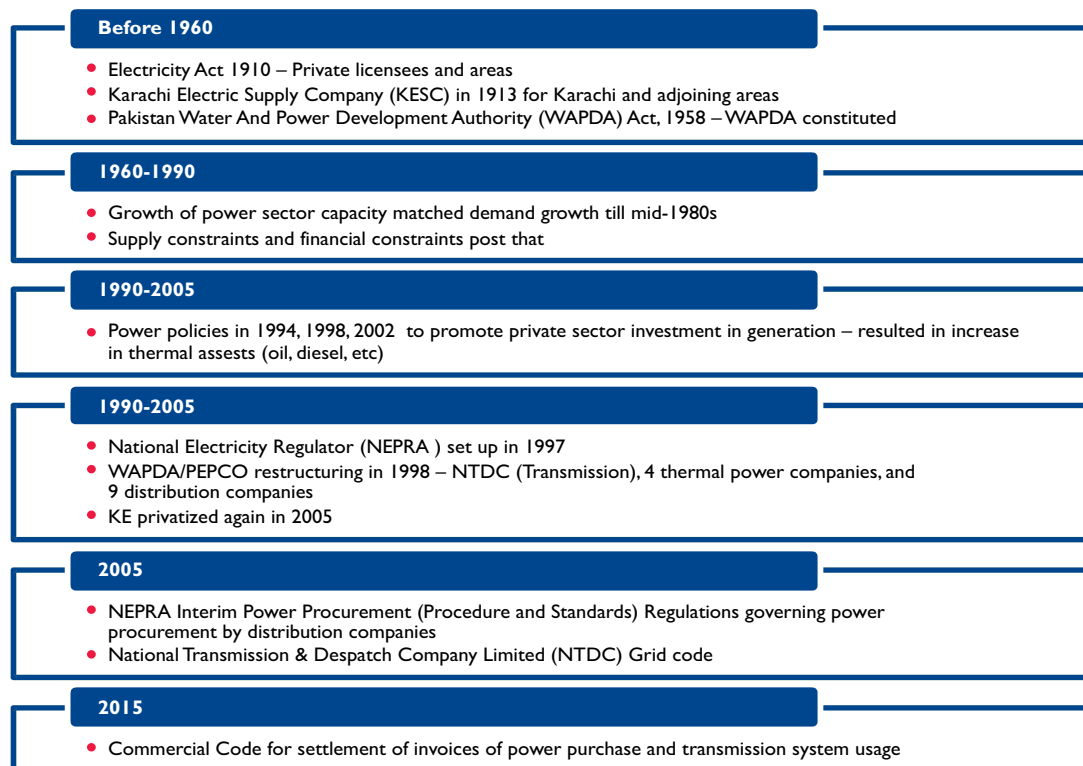 Before 1960
• Electricity Act 1910 – Private licensees and areas
• Karachi Electric Supply Company (KESC) in 1913 for Karachi and adjoining areas
• Pakistan Water And Power Development Authority (WAPDA) Act, 1958 – WAPDA constituted
1960-1990
• Growth of power sector capacity matched demand growth till mid-1980s
• Supply constraints and financial constraints post that
1990-2005
• Power policies in 1994, 1998, 2002 to promote private sector investment in generation – resulted in increase
in thermal assests (oil, diesel, etc)
1990-2005
• National Electricity Regulator (NEPRA ) set up in 1997
• WAPDA/PEPCO restructuring in 1998 – NTDC (Transmission), 4 thermal power companies, and
9 distribution companies
• KE privatized again in 2005
2005
• NEPRA Interim Power Procurement (Procedure and Standards) Regulations governing power
procurement by distribution companies
• National Transmission & Despatch Company Limited (NTDC) Grid code
2015
• Commercial Code for settlement of invoices of power purchase and transmission system usage